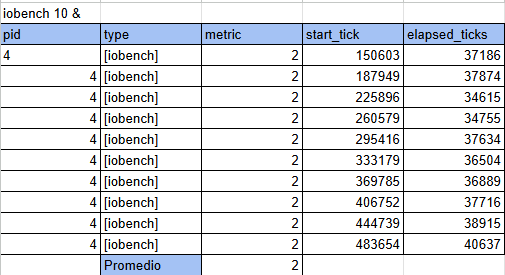 iobench 10 &
pid type metric start_tick elapsed_ticks
4 [iobench] 2 150603 37186
4 [iobench] 2 187949 37874
4 [iobench] 2 225896 34615
4 [iobench] 2 260579 34755
4 [iobench] 2 295416 37634
4 [iobench] 2 333179 36504
4 [iobench] 2 369785 36889
4 [iobench] 2 406752 37716
4 [iobench] 2 444739 38915
4 [iobench] 2 483654 40637
Promedio 2